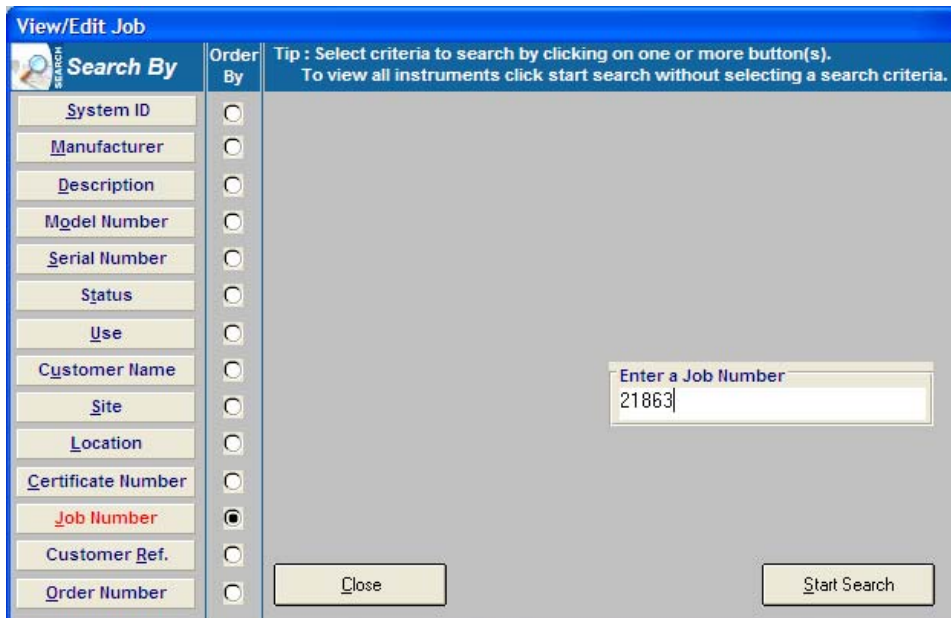 View/Edit Job
SEARCH
Search By
Order By
Tip : Select criteria to search by clicking on one or more button(s).
To view all instruments click start search without selecting a search criteria.
System ID
Manufacturer
Description
Model Number
Serial Number
Status
Use
Customer Name
Site
Location
Certificate Number
Job Number
Customer Ref.
Order Number
Enter a Job Number
21863
Close
Start Search